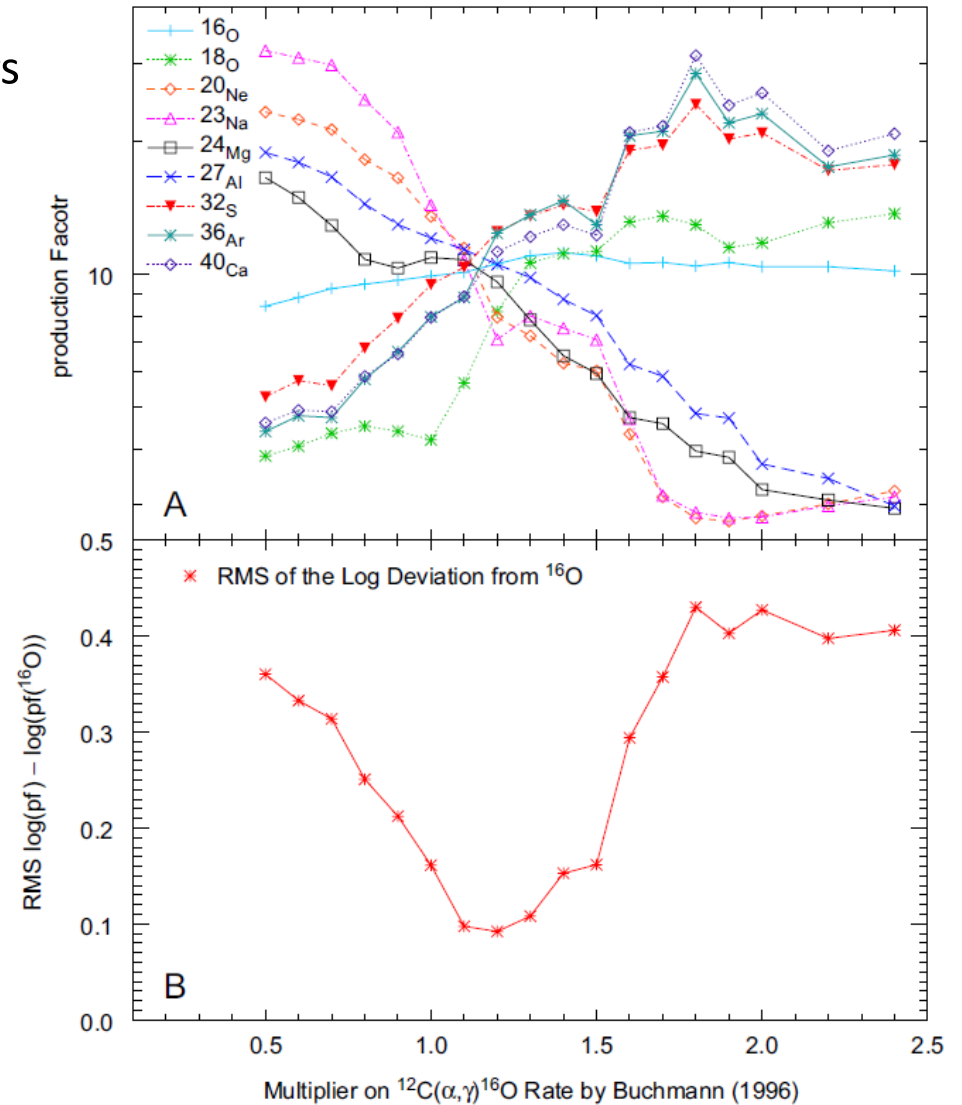 s
16O
18O
20Ne
23Na
24Mg
27Al
32S
36Ar
40Ca
production Facotr
10
A
0.5
RMS of the Log Deviation from 16O
RMS log(pf ) – log(pf(16O))
0.4
0.3
0.2
0.1
0.0
B
0.5 1.0 1.5 2.0 2.5
Multiplier on 12C(α,γ)16O Rate by Buchmann (1996)